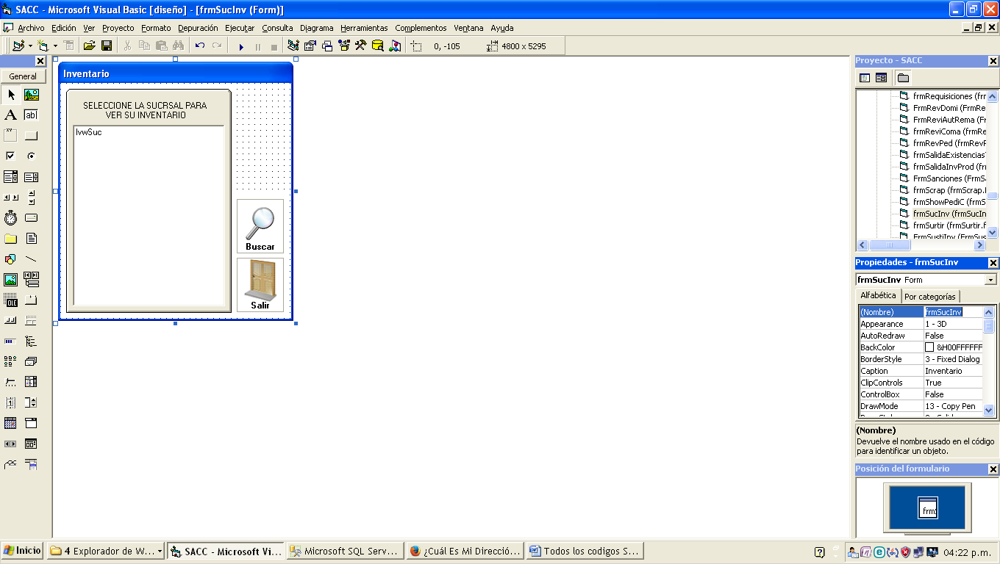 SACC - Microsoft Visual Basic [diseño] - [frmSucInv (Form)]
Archivo Edición Ver Proyecto Formato Depuración Ejecutar Consulta Diagrama Herramientas Complementos Ventana Ayuda
0, -105 4800 x 5295
General
A ab|
xv
OLE
Inventario
SELECCIONE LA SUCRSAL PARA
VER SU INVENTARIO
lvwSuc
Buscar
Salir
Proyecto - SACC
frmRequisiciones (frr
FrmRevDomi (FrmRe
FrmReviAutRema (Fr
frmReviComa (frmRe
frmRevPed (frmRevP
frmSalidaExistencias
frmSalidaInvProd (fr
FrmSanciones (FrmSa
frmScrap (frmScrap.
frmShowPediC (frmS
frmSucInv (frmSucIn
frmSurtir (frmSurtir.f
FrmSustInv (FrmSus
Propiedades - frmSucInv
frmSucInv Form
Alfabética Por categorías
(Nombre) frmSucInv
Appearance 1 - 3D
AutoRedraw False
BackColor &H00FFFFFF
BorderStyle 3 - Fixed Dialog
Caption Inventario
ClipControls True
ControlBox False
DrawMode 13 - Copy Pen
(Nombre)
Devuelve el nombre usado en el código
para identificar un objeto.
Posición del formulario
frm
Inicio 4 Explorador de W... SACC - Microsoft Vi... Microsoft SQL Serv... ¿Cuál Es Mi Direcció... Todos los codigos S... 04:22 p.m.